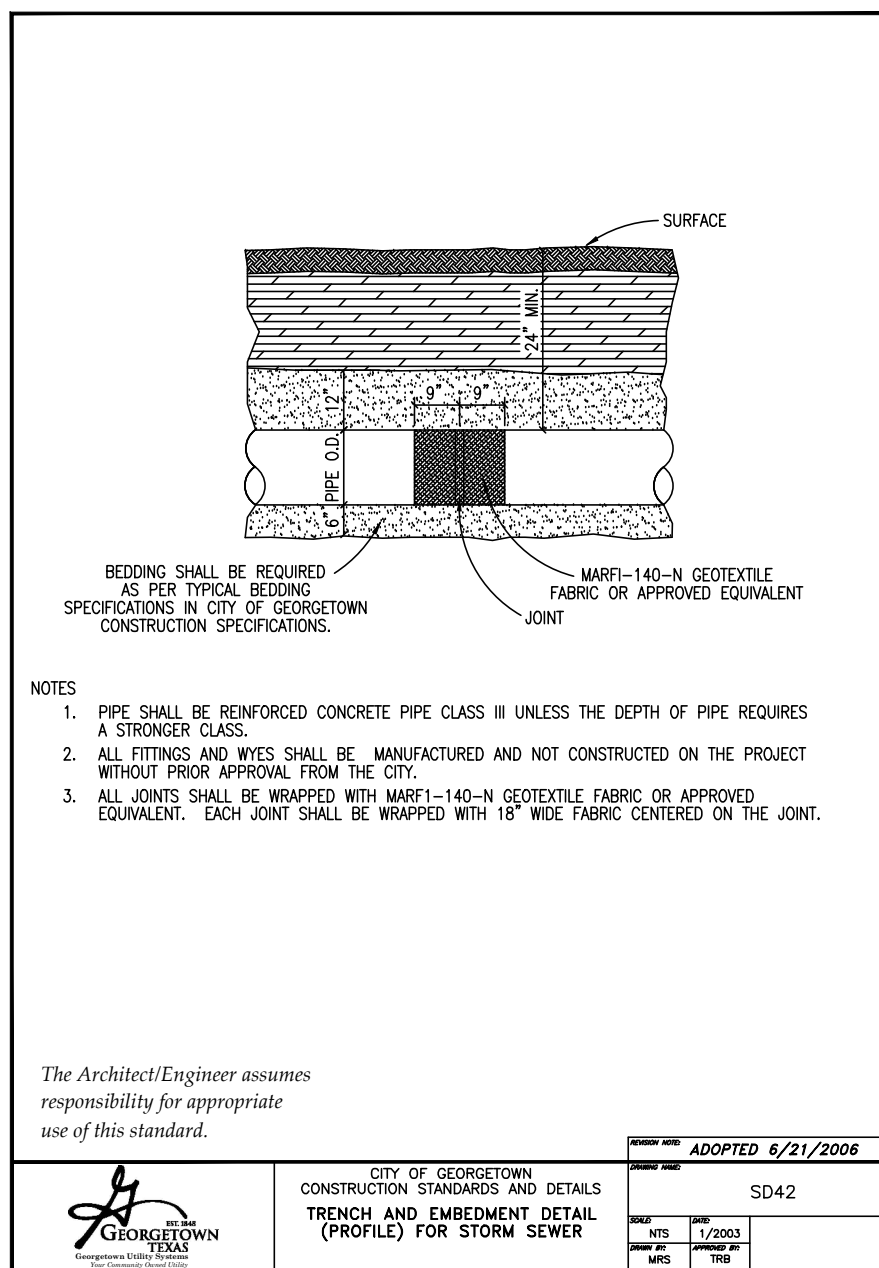 SURFACE
24" MIN.
12"
9" 9"
PIPE O.D.
6"
BEDDING SHALL BE REQUIRED
AS PER TYPICAL BEDDING
SPECIFICATIONS IN CITY OF GEORGETOWN
CONSTRUCTION SPECIFICATIONS.
MARFI-140-N GEOTEXTILE
FABRIC OR APPROVED EQUIVALENT
JOINT
NOTES
1. PIPE SHALL BE REINFORCED CONCRETE PIPE CLASS III UNLESS THE DEPTH OF PIPE REQUIRES
A STRONGER CLASS.
2. ALL FITTINGS AND WYES SHALL BE MANUFACTURED AND NOT CONSTRUCTED ON THE PROJECT
WITHOUT PRIOR APPROVAL FROM THE CITY.
3. ALL JOINTS SHALL BE WRAPPED WITH MARF1-140-N GEOTEXTILE FABRIC OR APPROVED
EQUIVALENT. EACH JOINT SHALL BE WRAPPED WITH 18" WIDE FABRIC CENTERED ON THE JOINT.
The Architect/Engineer assumes
responsibility for appropriate
use of this standard.
REVISION NOTE: ADOPTED 6/21/2006
G
EST. 1848
GEORGETOWN
TEXAS
Georgetown Utility Systems
Your Community Owned Utility
CITY OF GEORGETOWN
CONSTRUCTION STANDARDS AND DETAILS
TRENCH AND EMBEDMENT DETAIL
(PROFILE) FOR STORM SEWER
DRAWING NAME:
SD42
SCALE: DATE:
NTS 1/2003
DRAWN BY: APPROVED BY:
MRS TRB